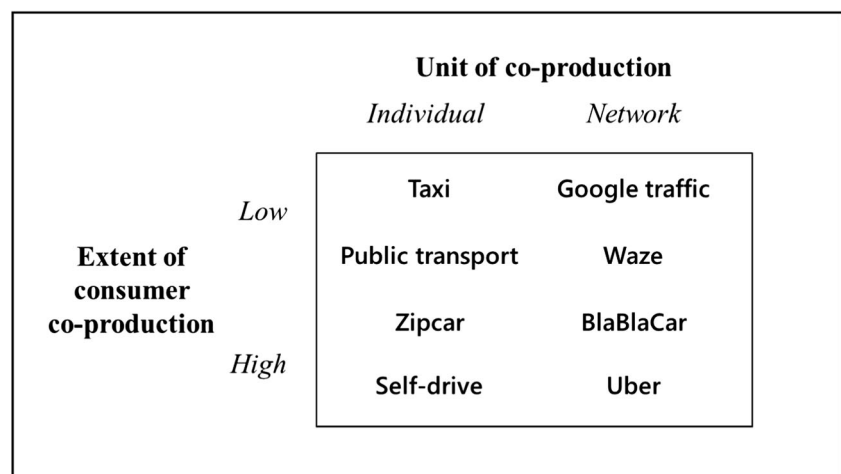 Unit of co-production
Individual Network
Taxi Google traffic
Low
Public transport Waze
Extent of
consumer
co-production
Zipcar BlaBlaCar
High
Self-drive Uber